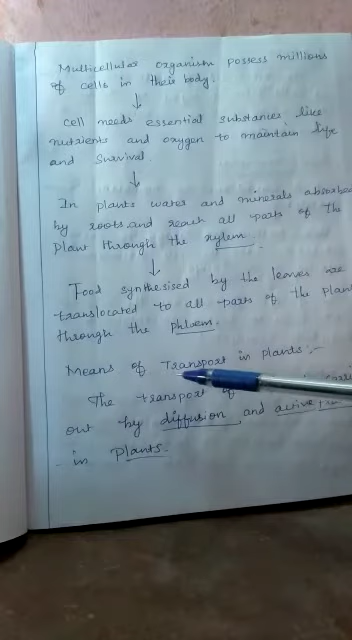 Multicellular organism possess millions
of cells in their body.
cell needs essential substances like
nutrients and oxygen to maintain life
and survival.
In plants water and minerals absorbed
by roots and reach all parts of The
Plant through the xylem.
Food synthesised by the leaves are
translocated to all parts of the plant
through the phloem.
Means of Transport in plants:-
The transport of
out by diffusion and active
in plants.